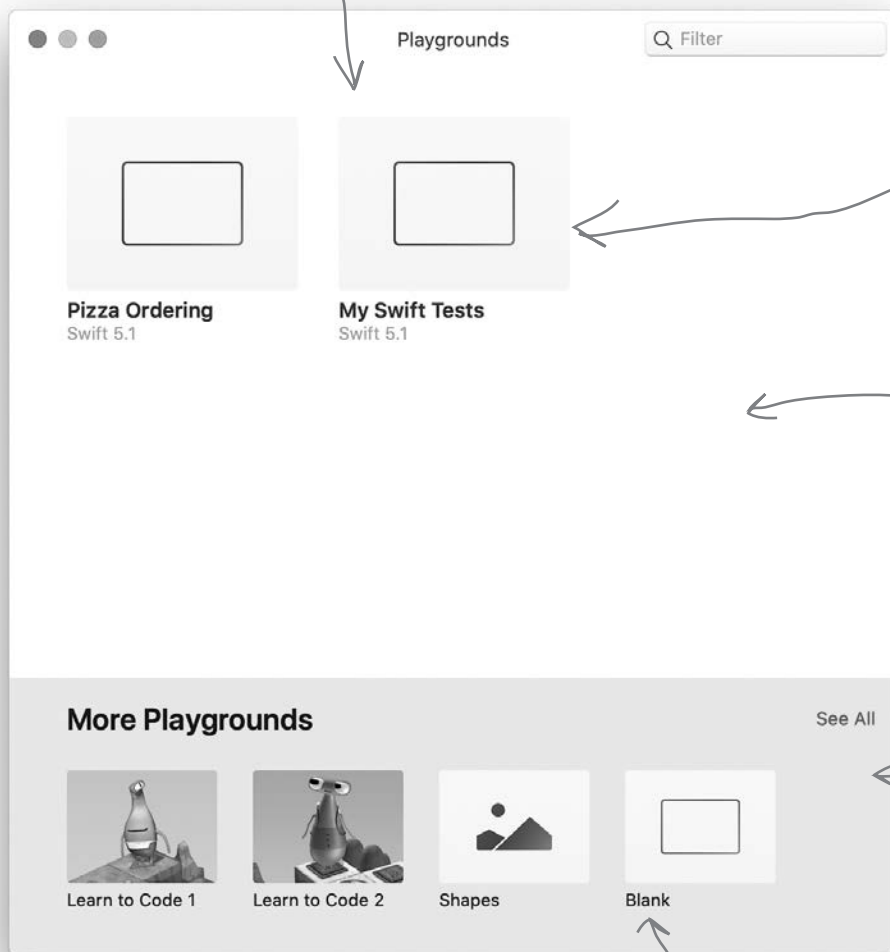 Playgrounds
Filter
Pizza Ordering
Swift 5.1
My Swift Tests
Swift 5.1
More Playgrounds
See All
Learn to Code 1
Learn to Code 2
Shapes
Blank